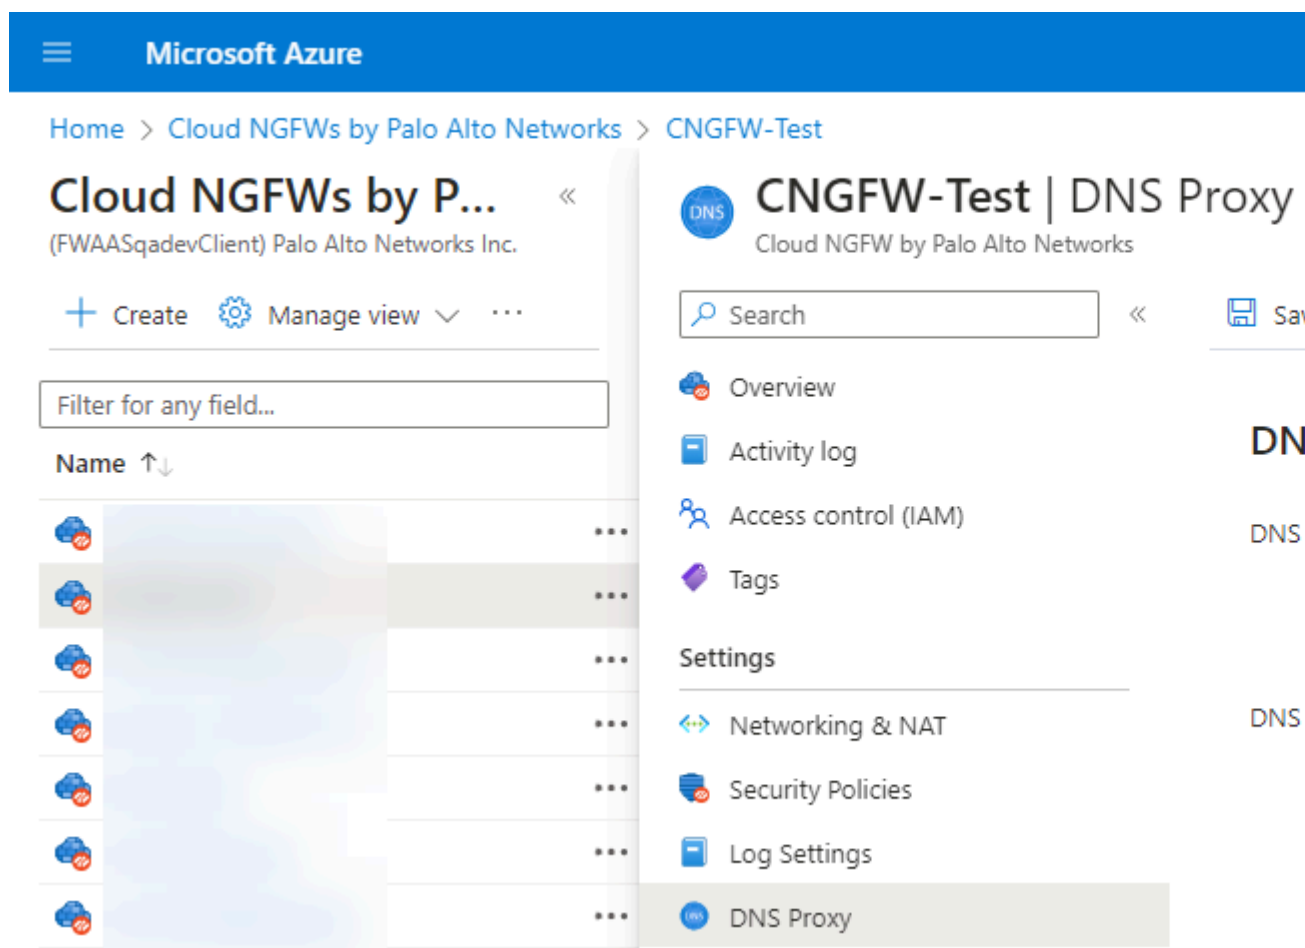 Microsoft Azure
Home > Cloud NGFWs by Palo Alto Networks > CNGFW-Test
Cloud NGFWs by P... «
(FWAASqadevClient) Palo Alto Networks Inc.
+ Create Manage view ···
Filter for any field...
Name ↑↓
DNS
CNGFW-Test | DNS Proxy
Cloud NGFW by Palo Alto Networks
Search «
Overview
Activity log
Access control (IAM)
Tags
Settings
Networking & NAT
Security Policies
Log Settings
DNS Proxy
DNS
DNS